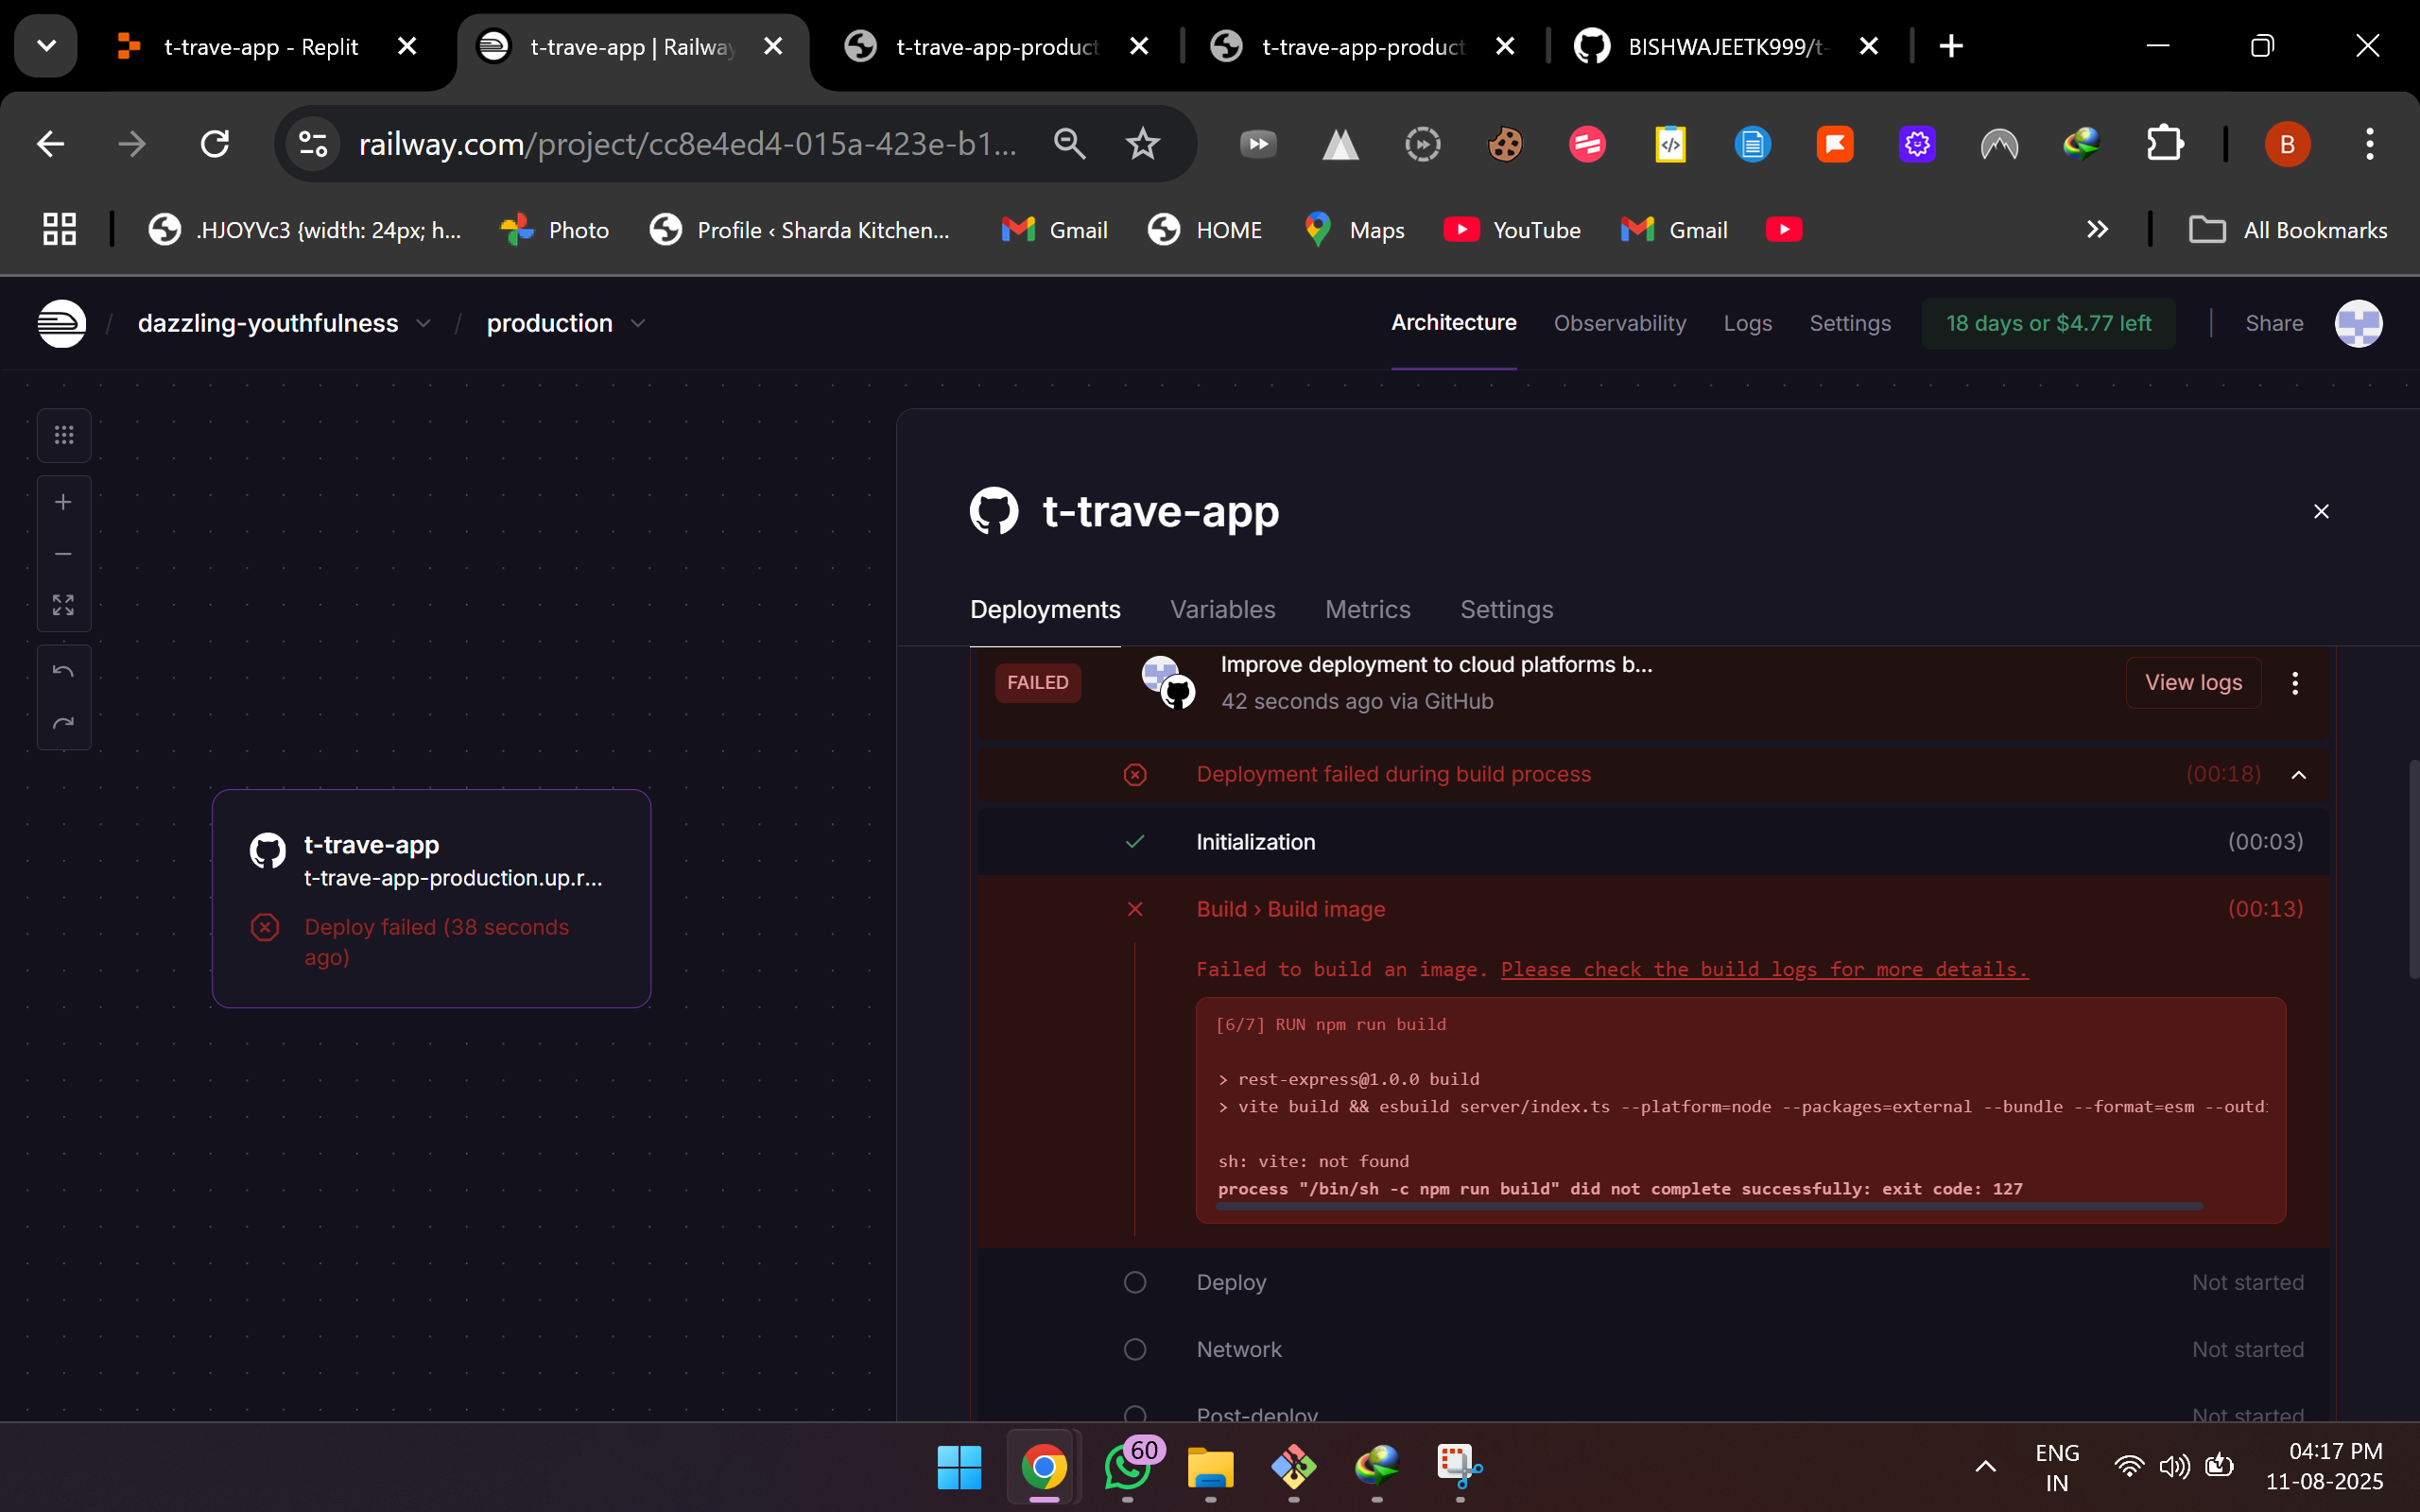 t-trave-app - Replit
t-trave-app | Railway
t-trave-app-product
t-trave-app-product
BISHWAJEETK999/t-
railway.com/project/cc8e4ed4-015a-423e-b1...
B
.HJOYVc3 {width: 24px; h...
Photo
Profile ‹ Sharda Kitchen...
Gmail
HOME
Maps
YouTube
Gmail
All Bookmarks
/ dazzling-youthfulness / production
Architecture
Observability
Logs
Settings
18 days or $4.77 left
Share
t-trave-app
Deployments
Variables
Metrics
Settings
FAILED
Improve deployment to cloud platforms b...
42 seconds ago via GitHub
View logs
Deployment failed during build process
(00:18)
t-trave-app
t-trave-app-production.up.r...
Deploy failed (38 seconds
ago)
Initialization
(00:03)
Build › Build image
(00:13)
Failed to build an image. Please check the build logs for more details.
[6/7] RUN npm run build
> rest-express@1.0.0 build
> vite build && esbuild server/index.ts --platform=node --packages=external --bundle --format=esm --outd
sh: vite: not found
process "/bin/sh -c npm run build" did not complete successfully: exit code: 127
Deploy
Not started
Network
Not started
Post-deploy
Not started
60
ENG
IN
04:17 PM
11-08-2025